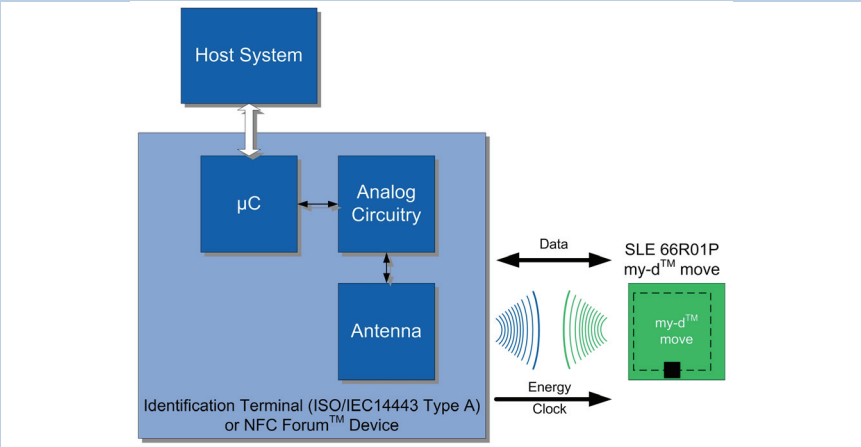 Host System
µC
Analog
Circuitry
Antenna
Identification Terminal (ISO/IEC14443 Type A)
or NFC Forum™ Device
Data
Energy
Clock
SLE 66R01P
my-d™ move
my-d™
move